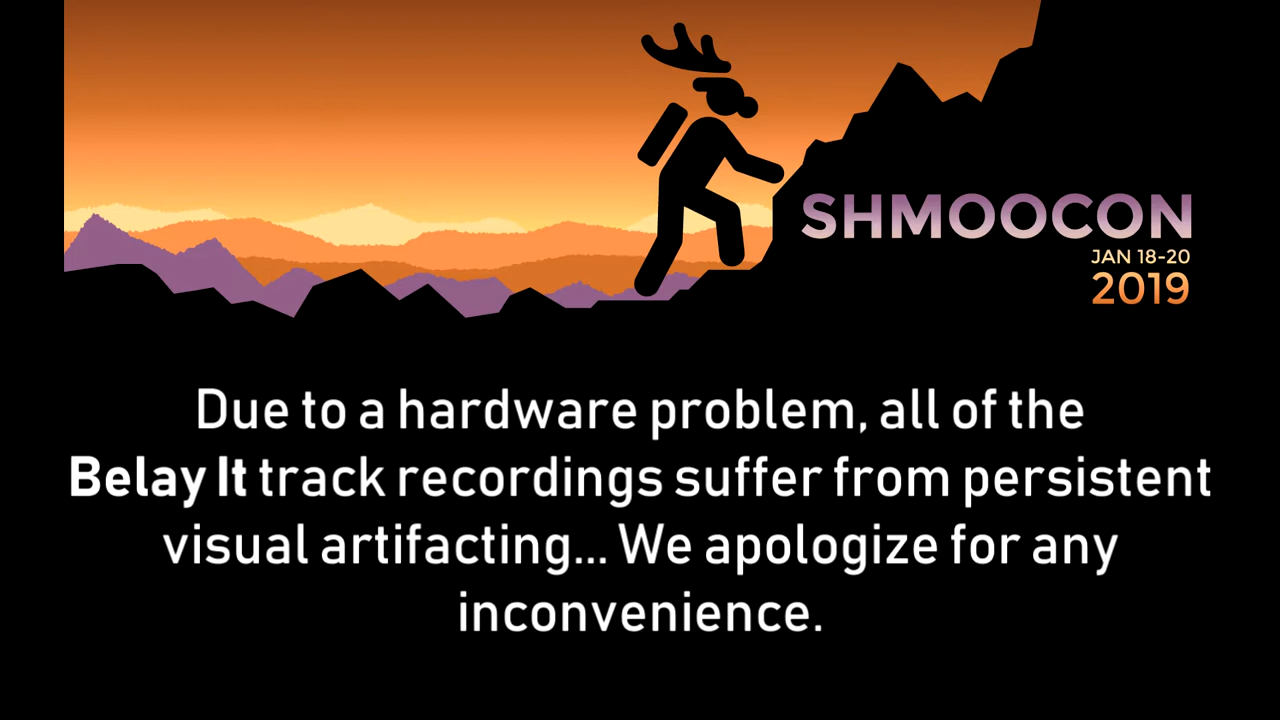 SHMOOCON
JAN 18-20
2019
Due to a hardware problem, all of the
Belay It track recordings suffer from persistent
visual artifacting... We apologize for any
inconvenience.